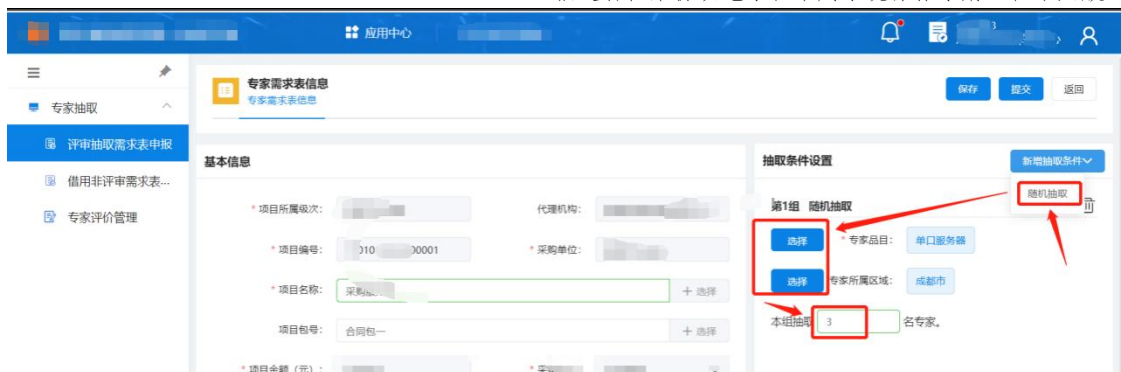 应用中心
3
专家抽取
评审抽取需求表申报
借用非评审需求表...
专家评价管理
专家需求表信息
专家需求表信息
保存 提交 返回
基本信息
* 项目所属级次:
代理机构:
* 项目编号: 010 00001
* 采购单位:
* 项目名称: 采购 + 选择
项目包号: 合同包一 + 选择
* 项目金额（元）:
抽取条件设置
新增抽取条件
随机抽取
第1组 随机抽取
选择 * 专家品目: 单口服务器
选择 专家所属区域: 成都市
本组抽取 3 名专家。